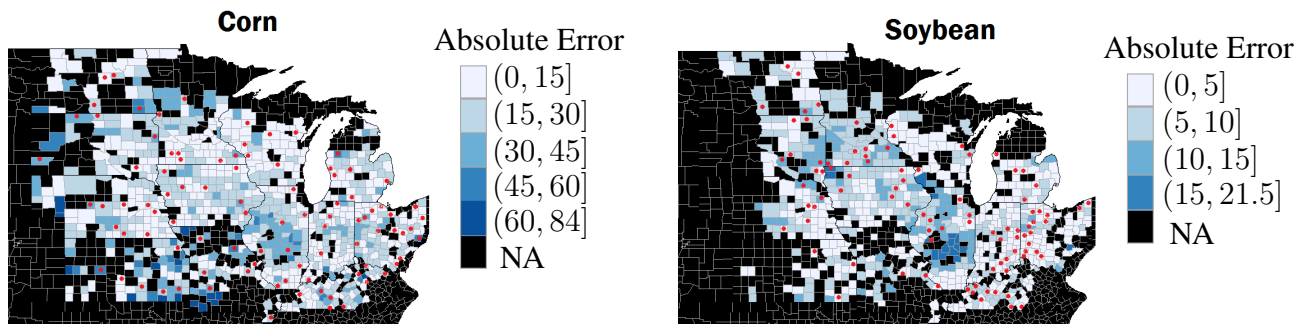 Corn
Absolute Error
(0, 15]
(15, 30]
(30, 45]
(45, 60]
(60, 84]
NA
Soybean
Absolute Error
(0, 5]
(5, 10]
(10, 15]
(15, 21.5]
NA